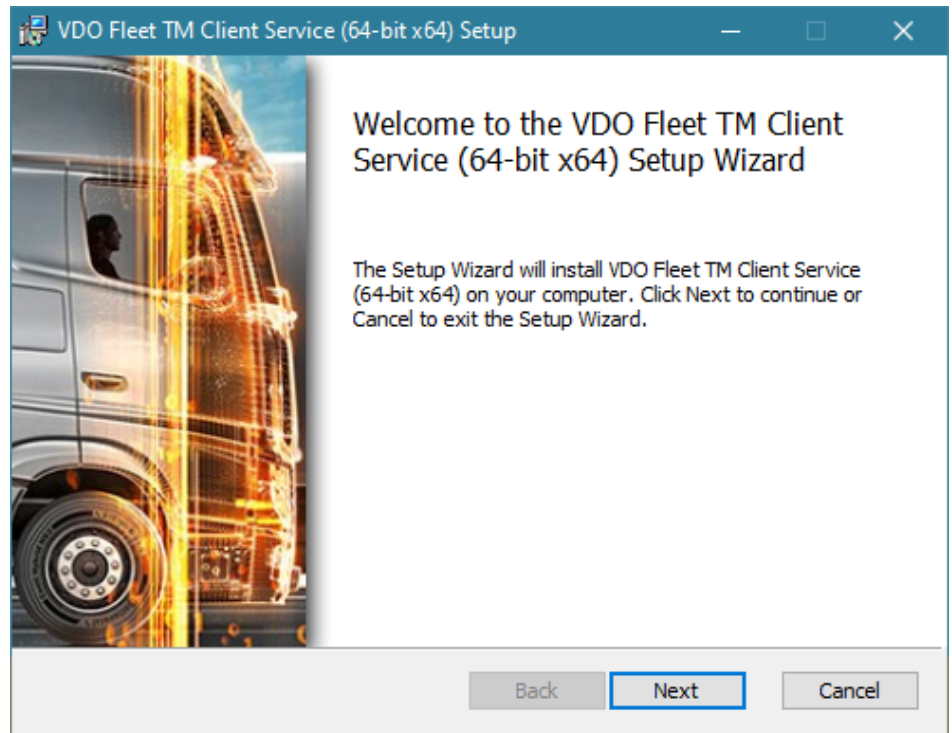 VDO Fleet TM Client Service (64-bit x64) Setup
Welcome to the VDO Fleet TM Client
Service (64-bit x64) Setup Wizard
The Setup Wizard will install VDO Fleet TM Client Service
(64-bit x64) on your computer. Click Next to continue or
Cancel to exit the Setup Wizard.
Back Next Cancel